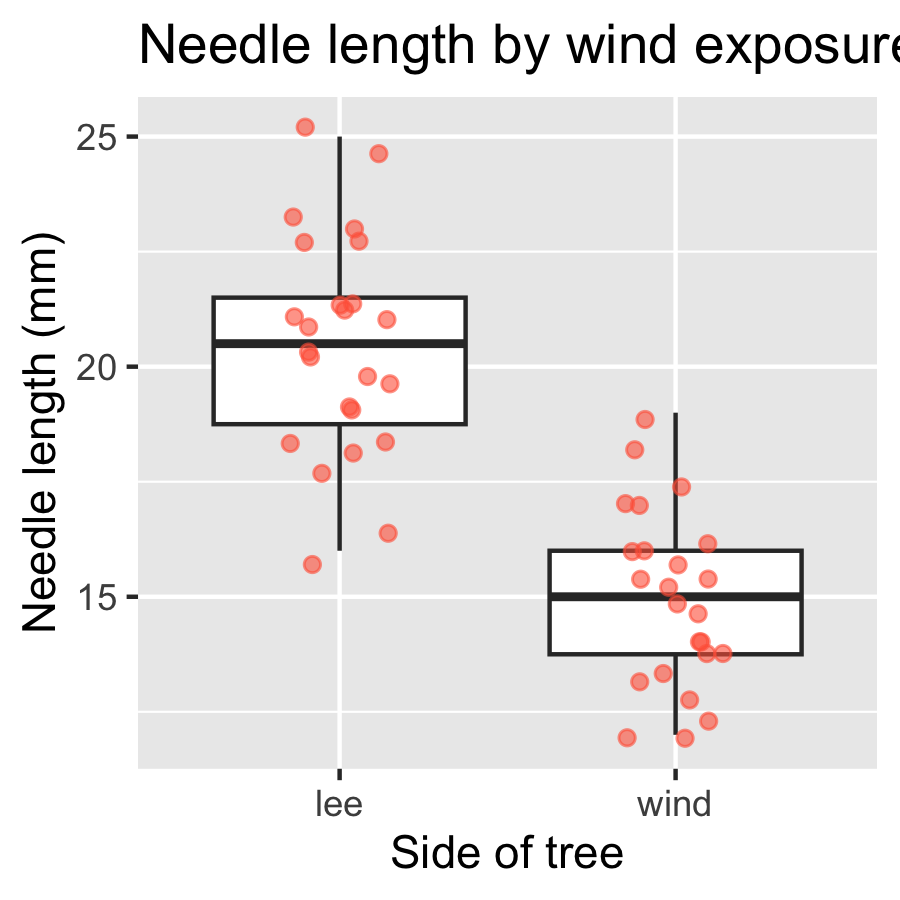 Needle length by wind exposure
Needle length (mm)
25
20
15
lee
wind
Side of tree